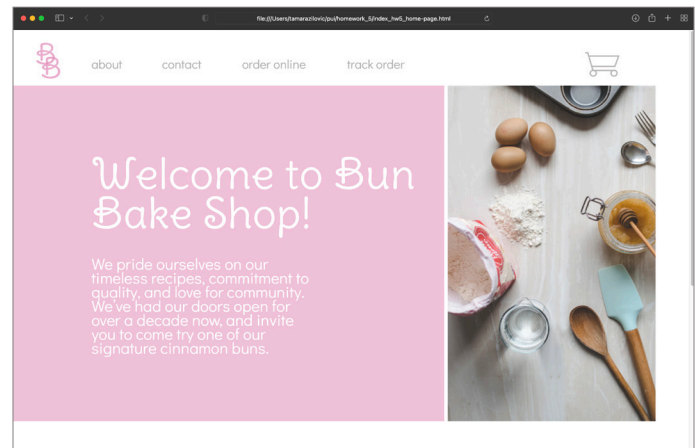 file:///Users/tamarazilovic/pui/homework_5/index_hw5_home-page.html
BBB
about contact order online track order
Welcome to Bun
Bake Shop!
We pride ourselves on our
timeless recipes, commitment to
quality, and love for community.
We've had our doors open for
over a decade now, and invite
you to come try one of our
signature cinnamon buns.